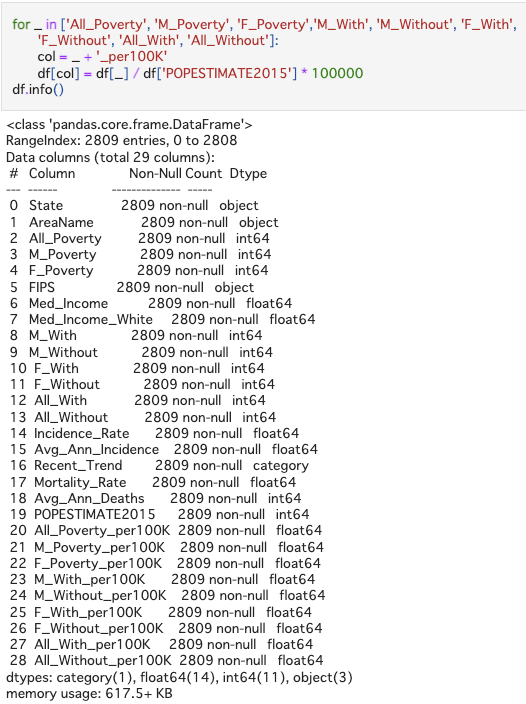 for _ in ['All_Poverty', 'M_Poverty', 'F_Poverty','M_With', 'M_Without', 'F_With',
'F_Without', 'All_With', 'All_Without']:
col = _ + '_per100K'
df[col] = df[_] / df['POPESTIMATE2015'] * 100000
df.info()
<class 'pandas.core.frame.DataFrame'>
RangeIndex: 2809 entries, 0 to 2808
Data columns (total 29 columns):
# Column Non-Null Count Dtype
--- ------ -------------- -----
0 State 2809 non-null object
1 AreaName 2809 non-null object
2 All_Poverty 2809 non-null int64
3 M_Poverty 2809 non-null int64
4 F_Poverty 2809 non-null int64
5 FIPS 2809 non-null object
6 Med_Income 2809 non-null float64
7 Med_Income_White 2809 non-null float64
8 M_With 2809 non-null int64
9 M_Without 2809 non-null int64
10 F_With 2809 non-null int64
11 F_Without 2809 non-null int64
12 All_With 2809 non-null int64
13 All_Without 2809 non-null int64
14 Incidence_Rate 2809 non-null float64
15 Avg_Ann_Incidence 2809 non-null float64
16 Recent_Trend 2809 non-null category
17 Mortality_Rate 2809 non-null float64
18 Avg_Ann_Deaths 2809 non-null int64
19 POPESTIMATE2015 2809 non-null int64
20 All_Poverty_per100K 2809 non-null float64
21 M_Poverty_per100K 2809 non-null float64
22 F_Poverty_per100K 2809 non-null float64
23 M_With_per100K 2809 non-null float64
24 M_Without_per100K 2809 non-null float64
25 F_With_per100K 2809 non-null float64
26 F_Without_per100K 2809 non-null float64
27 All_With_per100K 2809 non-null float64
28 All_Without_per100K 2809 non-null float64
dtypes: category(1), float64(14), int64(11), object(3)
memory usage: 617.5+ KB